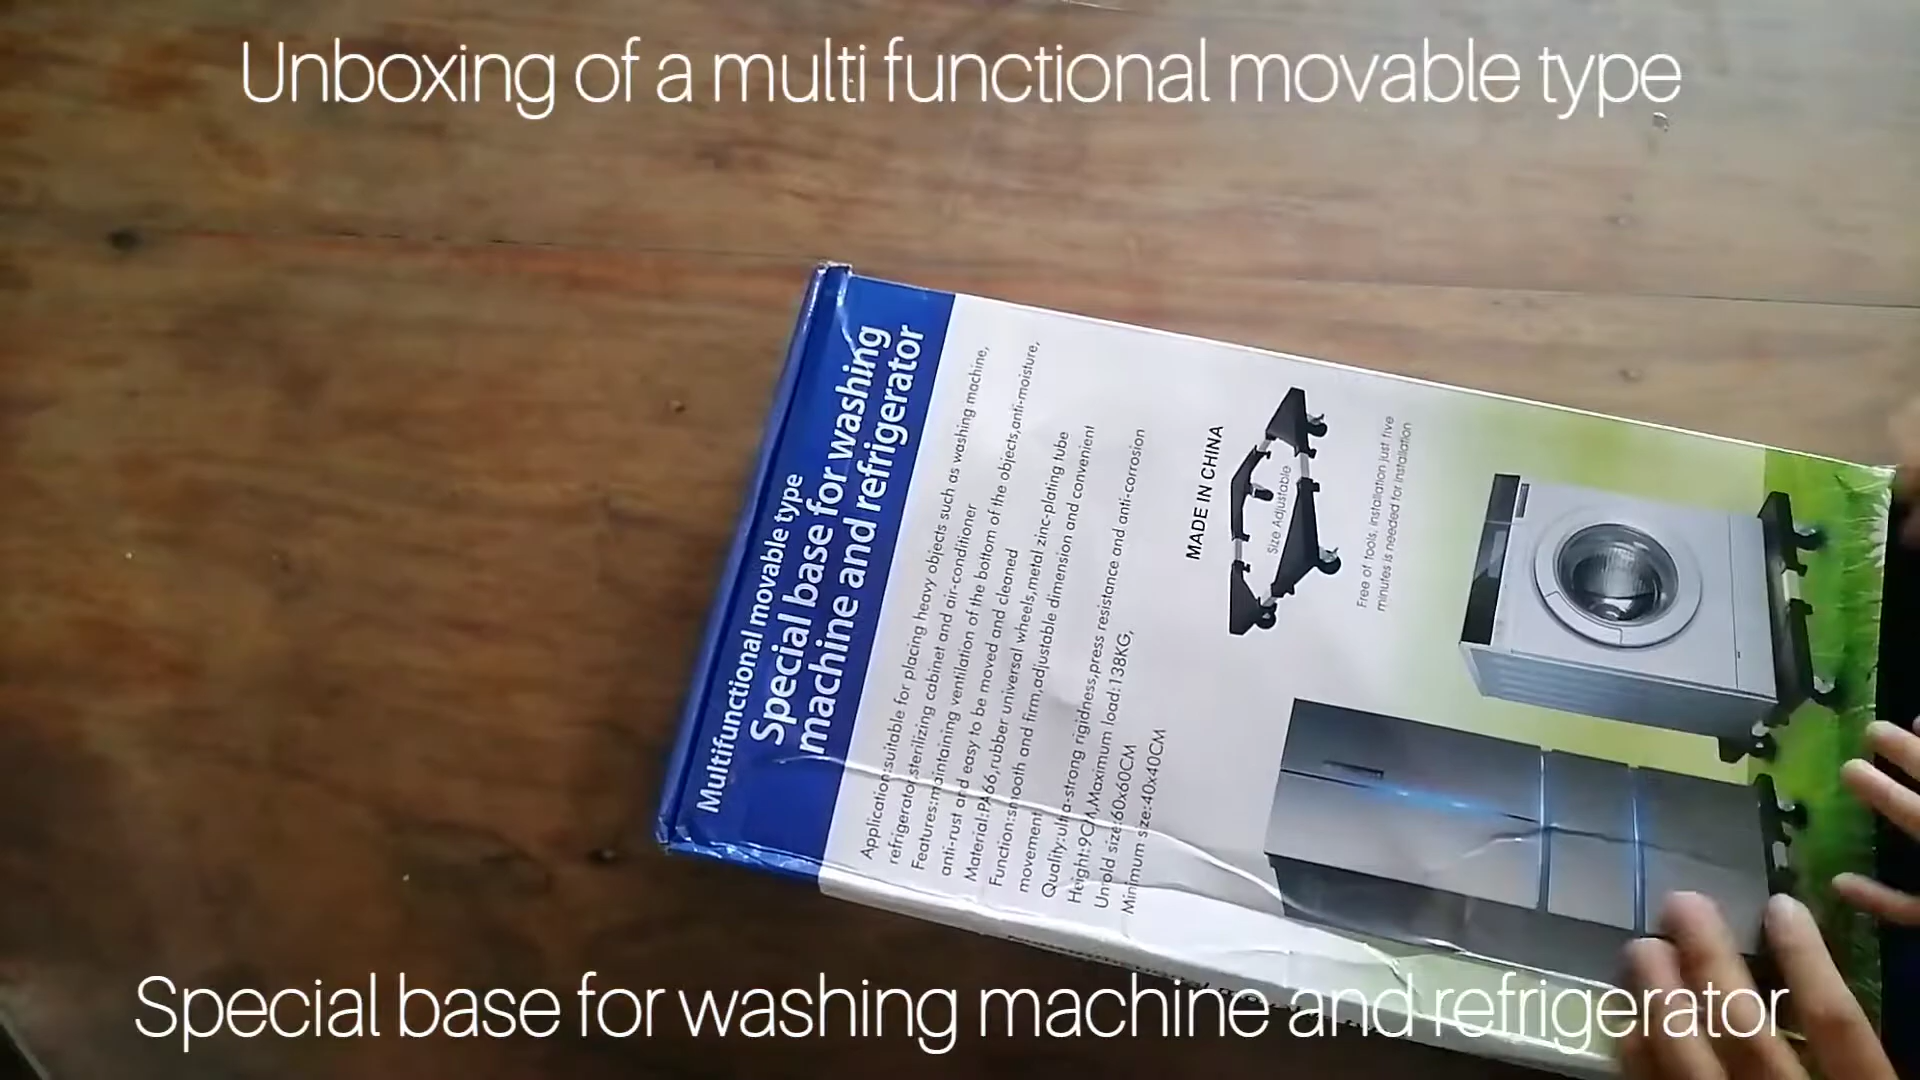 Unboxing of a multi functional movable type
Multifunctional movable type
Special base for washing
machine and refrigerator
Application:suitable for placing heavy objects such as washing machine,
refrigerator,sterilizing cabinet and air-conditioner
Features:maintaining ventilation of the bottom of the objects,anti-moisture,
anti-rust and easy to be moved and cleaned
Material:PA66,rubber universal wheels,metal zinc-plating tube
Function:smooth and firm,adjustable dimension and convenient
movement
Quality:ultra-strong rigidness,press resistance and anti-corrosion
Height:9CM,Maximum load:138KG,
Unfold size:60x60CM
Minimum size:40x40CM
MADE IN CHINA
Size Adjustable
Free of tools, installation just five
minutes is needed for installation
Special base for washing machine and refrigerator